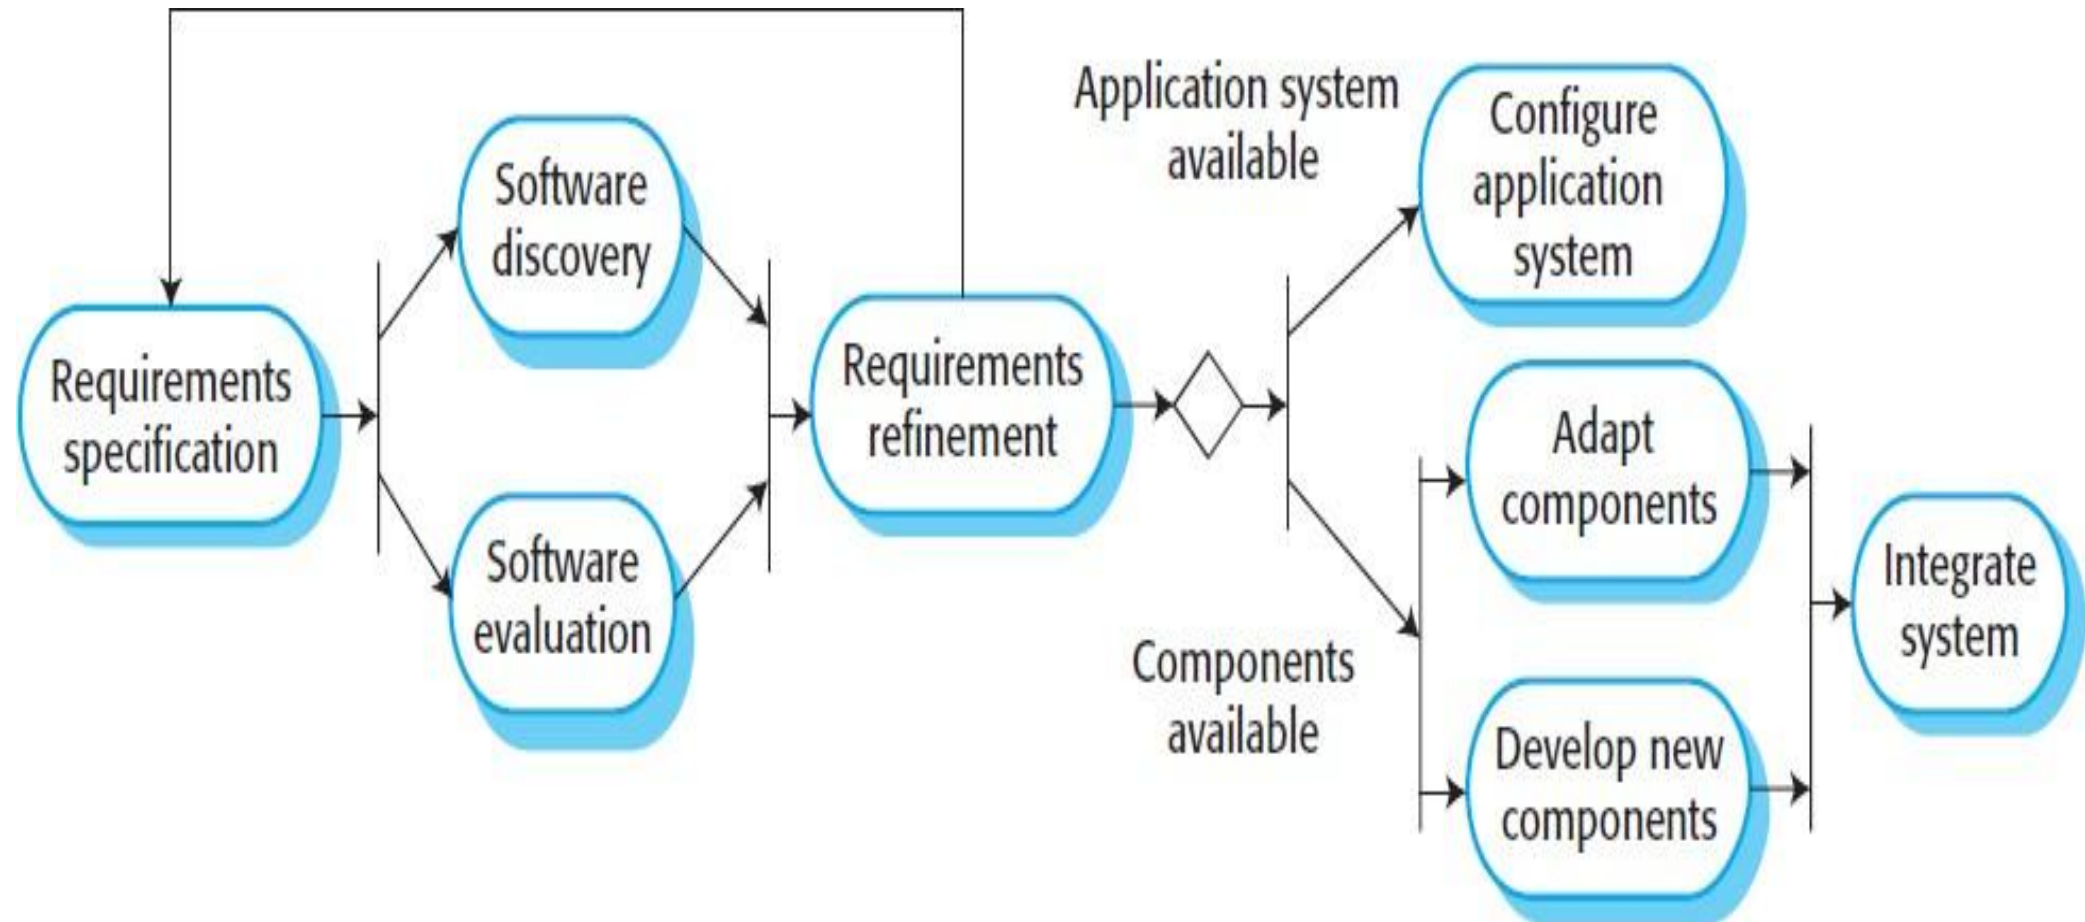 Requirements
specification
Software
discovery
Software
evaluation
Requirements
refinement
Application system
available
Components
available
Configure
application
system
Adapt
components
Develop new
components
Integrate
system